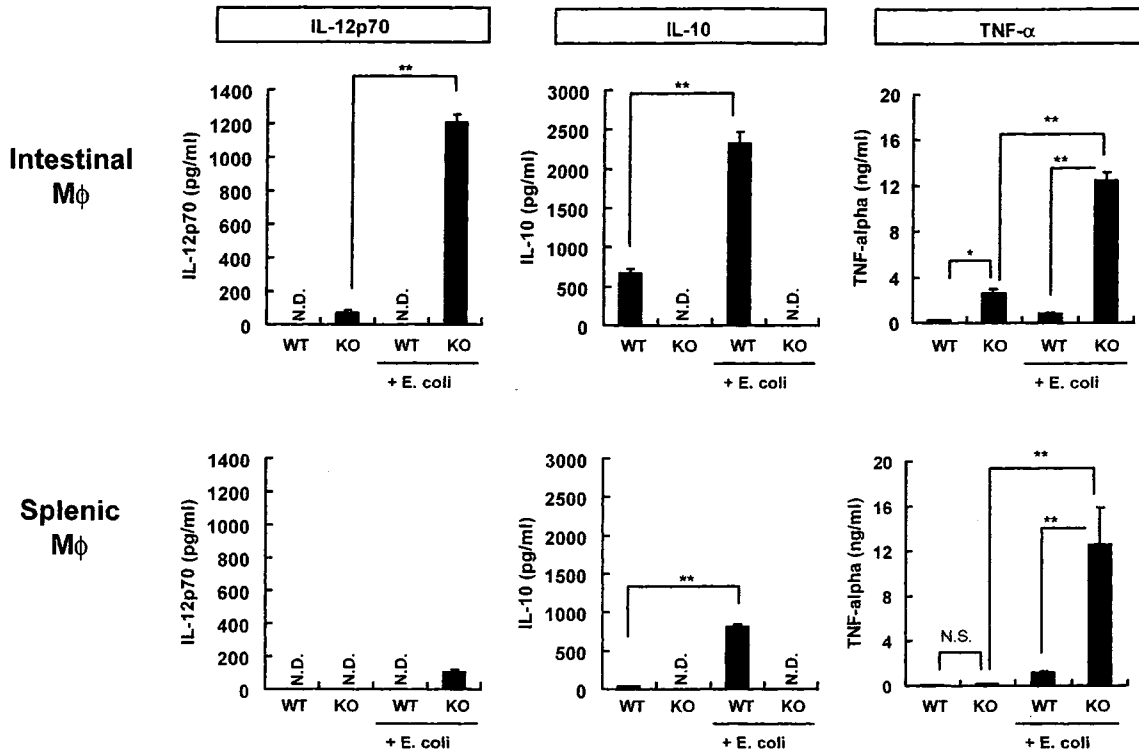 IL-12p70
IL-10
TNF-α
Intestinal
Mφ
IL-12p70 (pg/ml)
1400
1200
1000
800
600
400
200
0
**
N.D.
N.D.
WT KO WT KO
+ E. coli
IL-10 (pg/ml)
3000
2500
2000
1500
1000
500
0
**
N.D.
N.D.
WT KO WT KO
+ E. coli
TNF-alpha (ng/ml)
20
16
12
8
4
0
*
**
**
WT KO WT KO
+ E. coli
Splenic
Mφ
IL-12p70 (pg/ml)
1400
1200
1000
800
600
400
200
0
N.D.
N.D.
N.D.
WT KO WT KO
+ E. coli
IL-10 (pg/ml)
3000
2500
2000
1500
1000
500
0
**
N.D.
N.D.
WT KO WT KO
+ E. coli
TNF-alpha (ng/ml)
20
16
12
8
4
0
N.S.
**
**
WT KO WT KO
+ E. coli